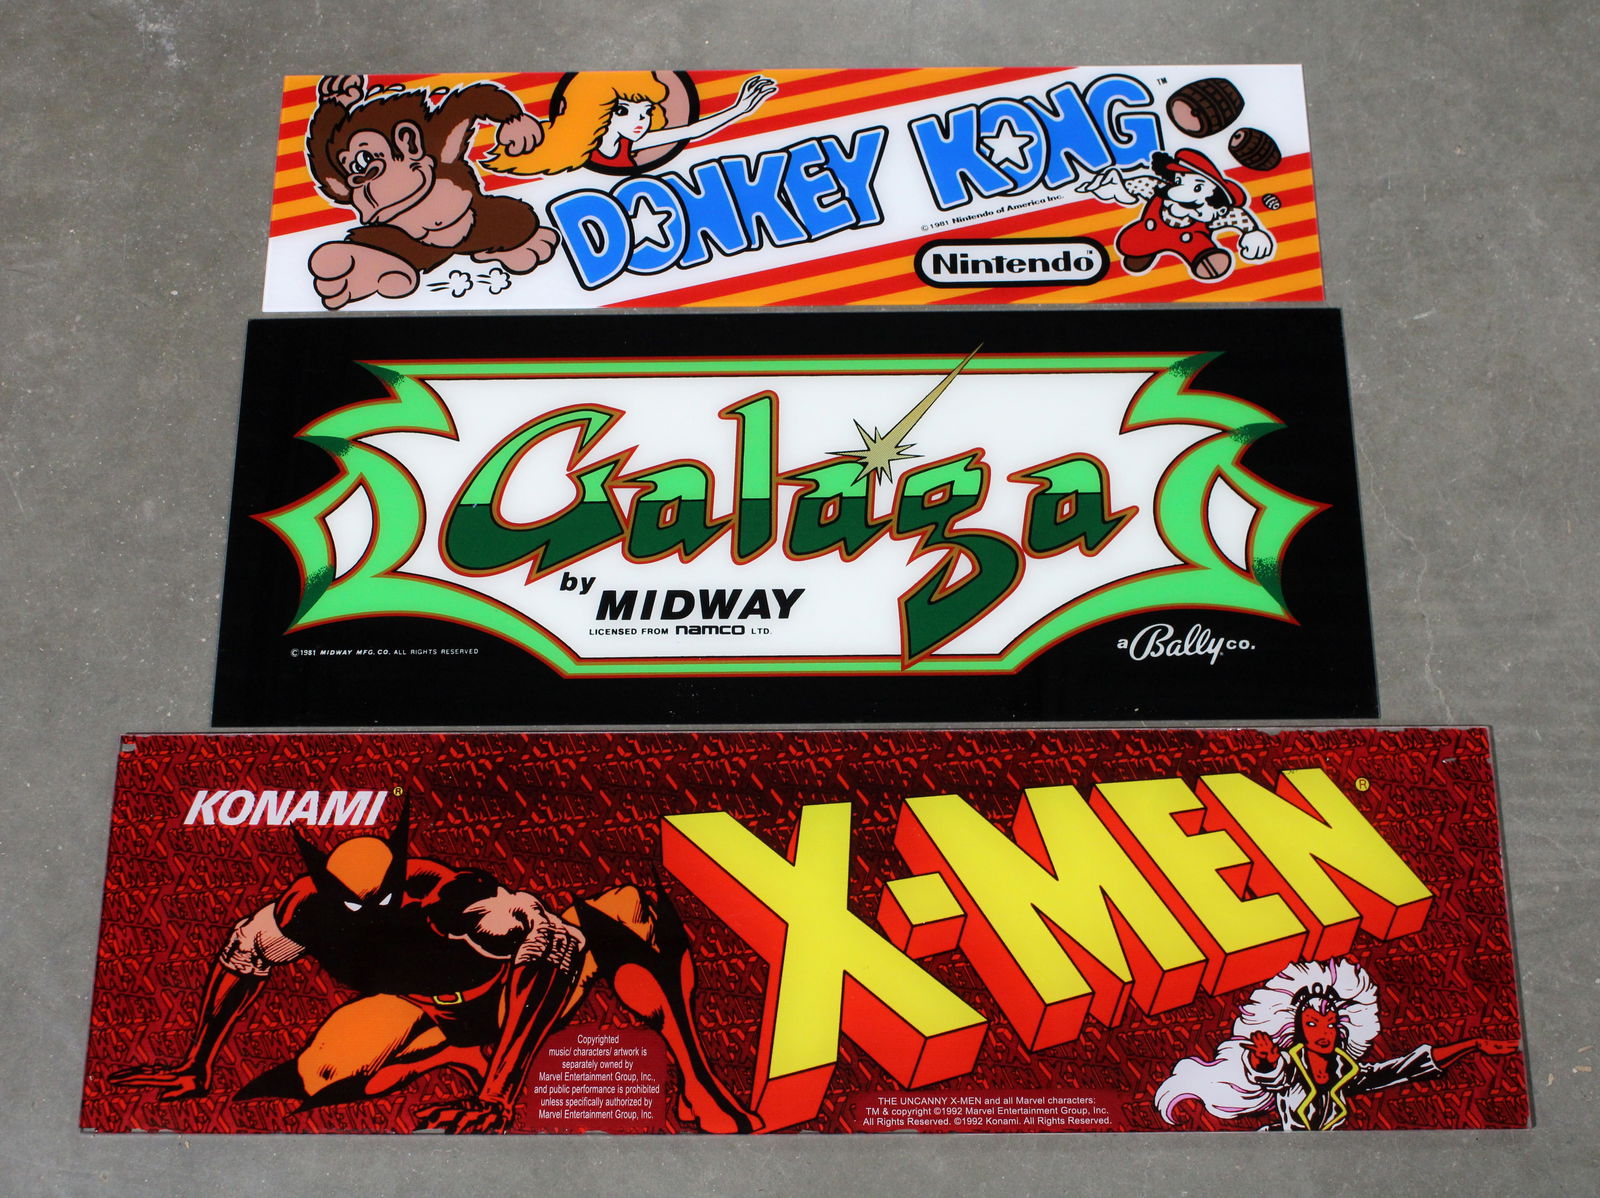 DONKEY KONG™
©1981 Nintendo of America Inc.
Nintendo™
Galaga
by MIDWAY
LICENSED FROM namco LTD.
©1981 MIDWAY MFG. CO. ALL RIGHTS RESERVED
a Bally co.
KONAMI®
X-MEN®
Copyrighted
music/ characters/ artwork is
separately owned by
Marvel Entertainment Group, Inc.,
and public performance is prohibited
unless specifically authorized by
Marvel Entertainment Group, Inc.
THE UNCANNY X-MEN and all Marvel characters:
TM & copyright ©1992 Marvel Entertainment Group, Inc.
All Rights Reserved. ©1992 Konami. All Rights Reserved.